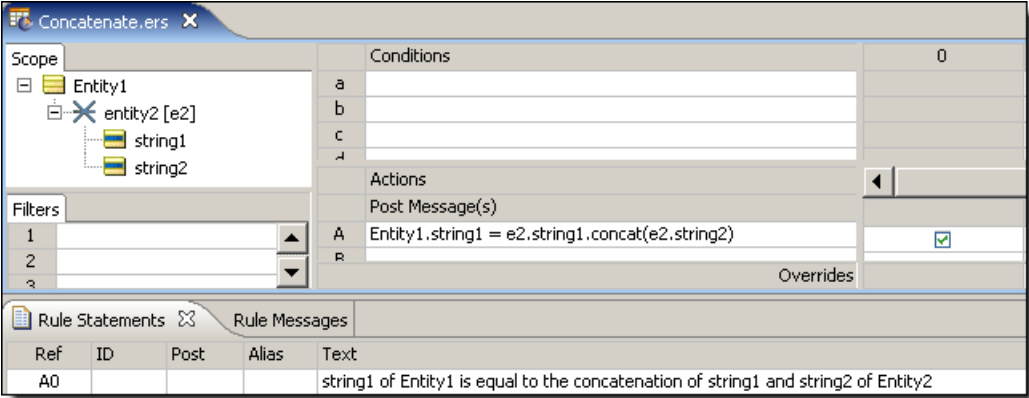 Concatenate.ers
Scope
Entity1
entity2 [e2]
string1
string2
Filters
1
2
3
Conditions
0
a
b
c
d
Actions
Post Message(s)
A
Entity1.string1 = e2.string1.concat(e2.string2)
B
Overrides
Rule Statements
Rule Messages
Ref ID Post Alias Text
A0 string1 of Entity1 is equal to the concatenation of string1 and string2 of Entity2